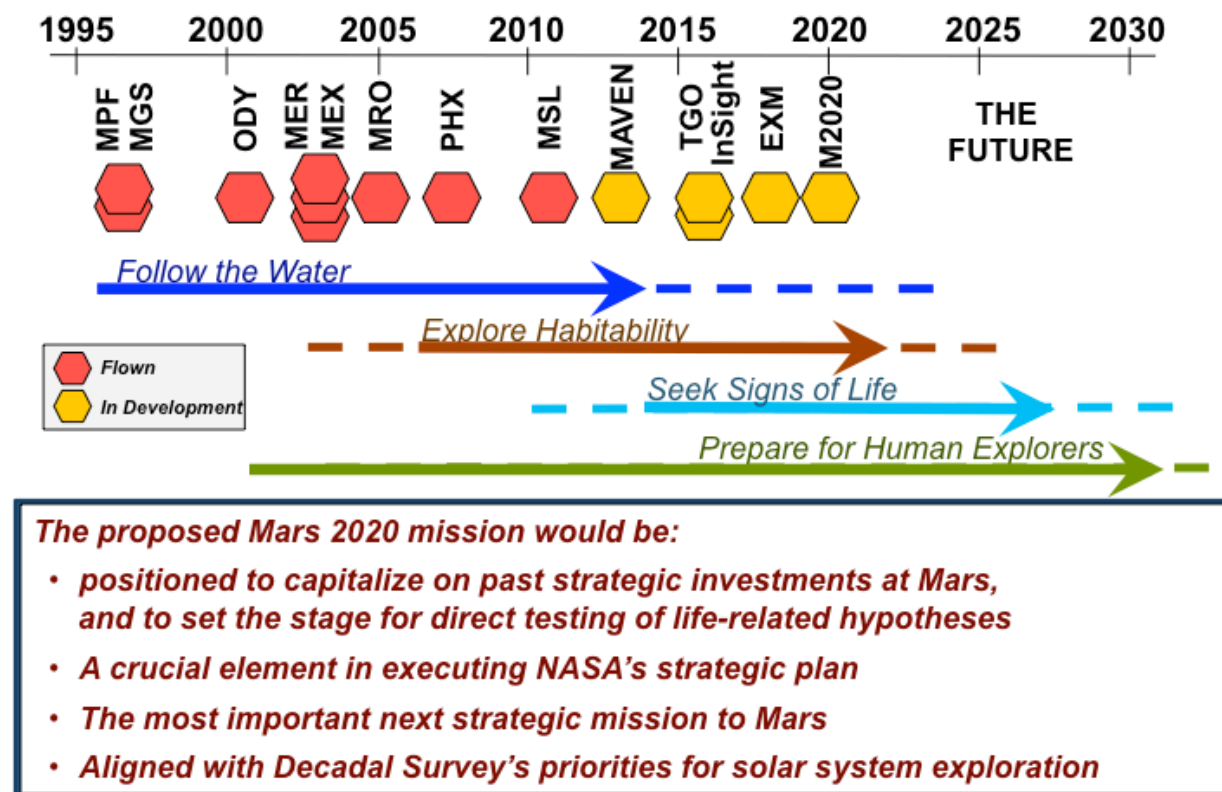 1995 2000 2005 2010 2015 2020 2025 2030
MPF
MGS
ODY
MER
MEX
MRO
PHX
MSL
MAVEN
TGO
InSight
EXM
M2020
THE
FUTURE
Follow the Water
Explore Habitability
Flown
In Development
Seek Signs of Life
Prepare for Human Explorers
The proposed Mars 2020 mission would be:
• positioned to capitalize on past strategic investments at Mars,
and to set the stage for direct testing of life-related hypotheses
• A crucial element in executing NASA's strategic plan
• The most important next strategic mission to Mars
• Aligned with Decadal Survey's priorities for solar system exploration